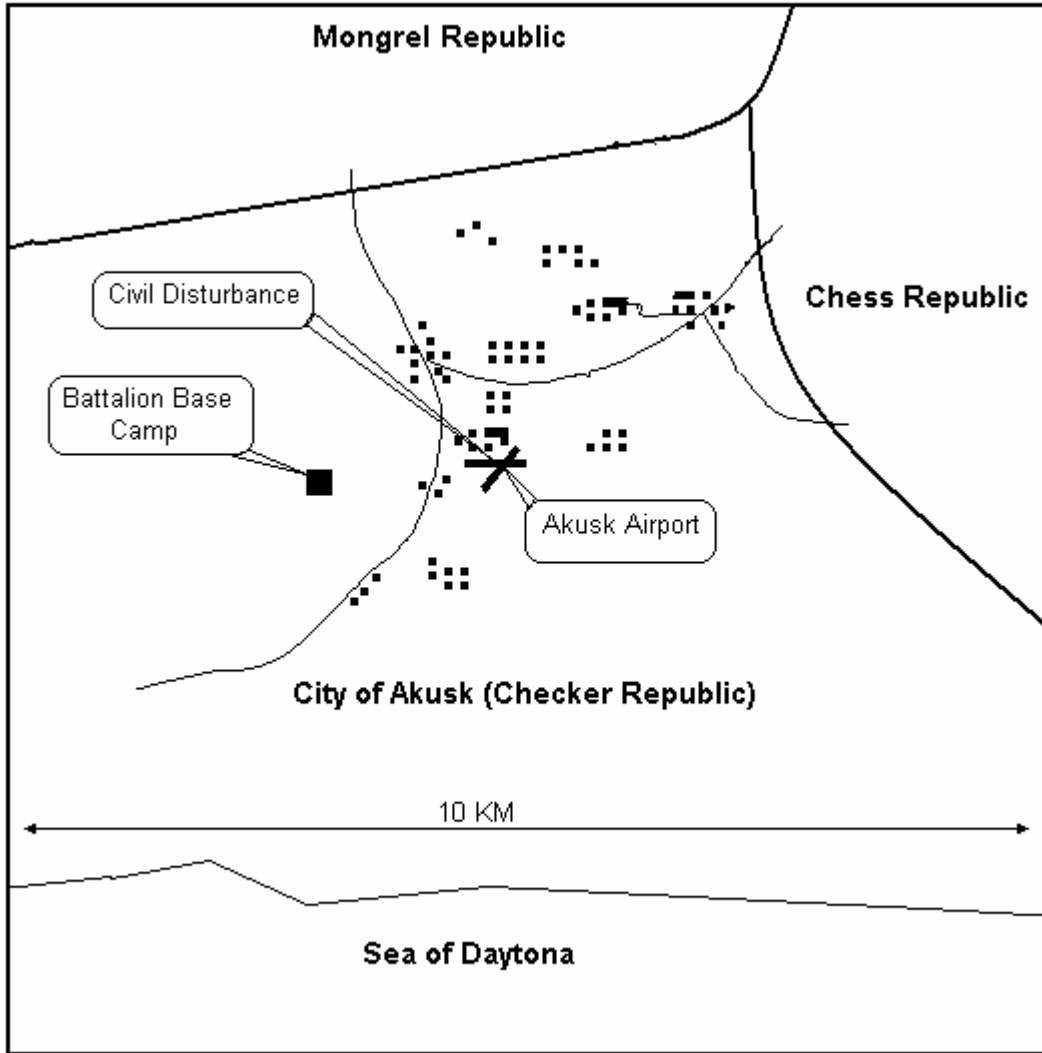 Mongrel Republic
Civil Disturbance
Chess Republic
Battalion Base
Camp
Akusk Airport
City of Akusk (Checker Republic)
10 KM
Sea of Daytona